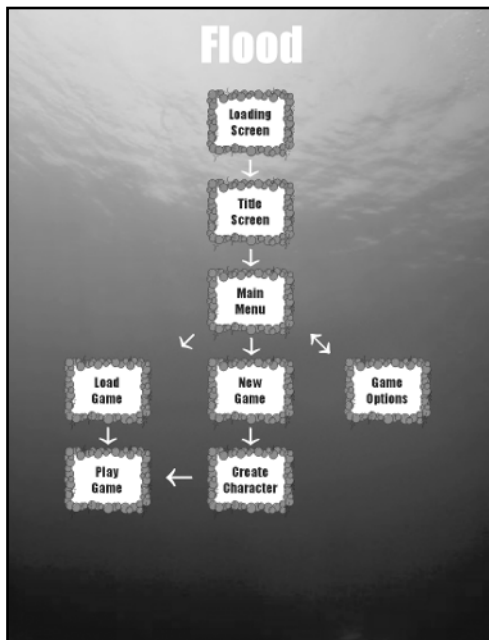 Flood
Loading
Screen
Title
Screen
Main
Menu
Load
Game
New
Game
Game
Options
Play
Game
Create
Character